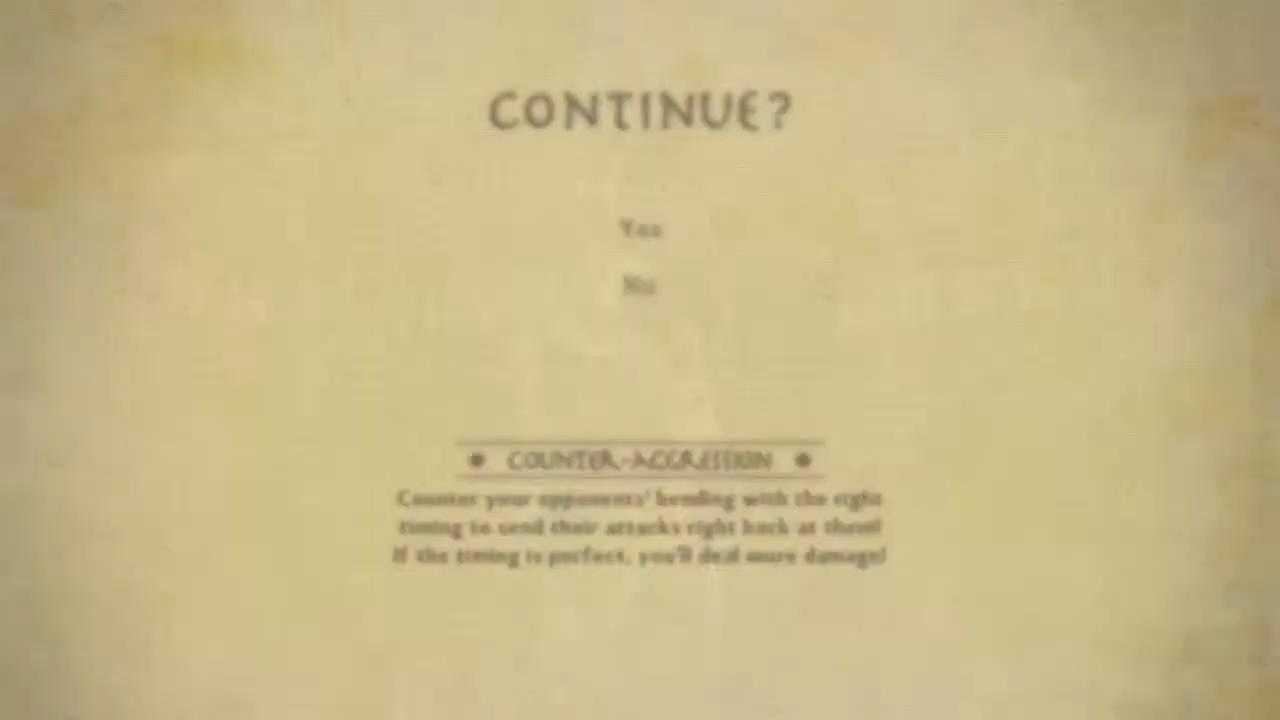 CONTINUE?
Yes
No
COUNTER-AGGRESSION
Counter your opponents' bending with the right
timing to send their attacks right back at them!
If the timing is perfect, you'll deal more damage!